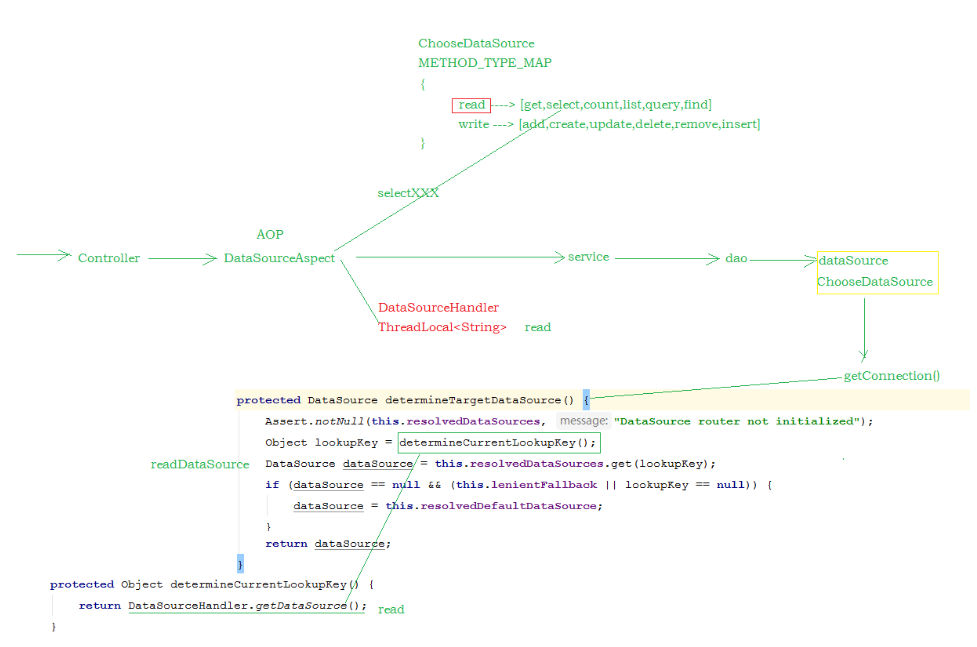 ChooseDataSource
METHOD_TYPE_MAP
{
read ---> [get,select,count,list,query,find]
write ---> [add,create,update,delete,remove,insert]
}
selectXXX
AOP
Controller DataSourceAspect service dao dataSource
ChooseDataSource
DataSourceHandler
ThreadLocal<String> read
getConnection()
protected DataSource determineTargetDataSource() {
Assert.notNull(this.resolvedDataSources, message: "DataSource router not initialized");
Object lookupKey = determineCurrentLookupKey();
readDataSource DataSource dataSource = this.resolvedDataSources.get(lookupKey);
if (dataSource == null && (this.lenientFallback || lookupKey == null)) {
dataSource = this.resolvedDefaultDataSource;
}
return dataSource;
}
protected Object determineCurrentLookupKey() {
return DataSourceHandler.getDataSource(); read
}